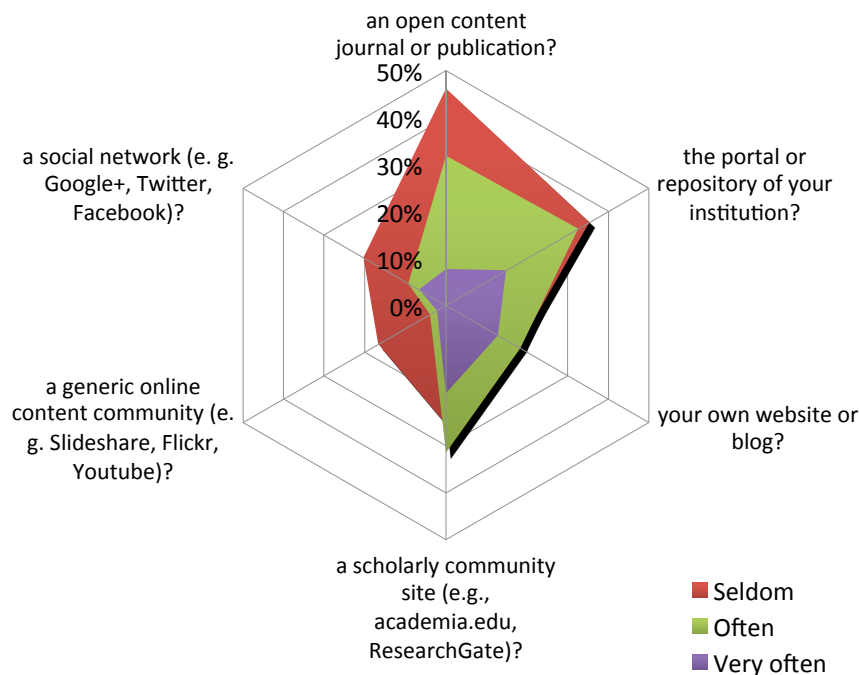 an open content
journal or publication?
50%
40%
30%
20%
10%
0%
the portal or
repository of your
institution?
your own website or
blog?
a scholarly community
site (e.g.,
academia.edu,
ResearchGate)?
a generic online
content community (e.
g. Slideshare, Flickr,
Youtube)?
a social network (e. g.
Google+, Twitter,
Facebook)?
Seldom
Often
Very often